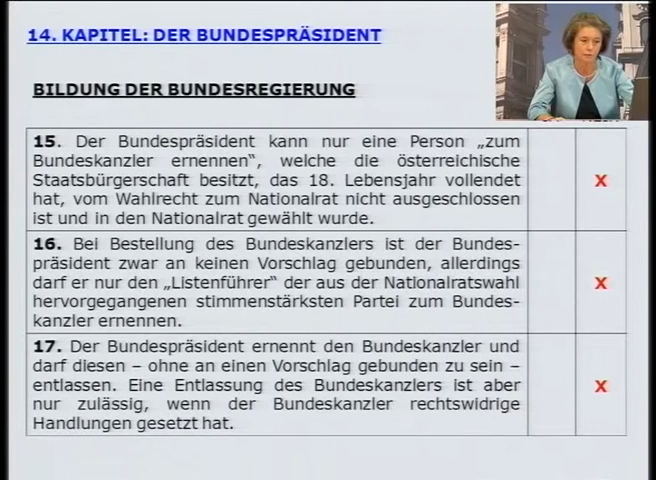 14. KAPITEL: DER BUNDESPRÄSIDENT
BILDUNG DER BUNDESREGIERUNG
15. Der Bundespräsident kann nur eine Person „zum
Bundeskanzler ernennen“, welche die österreichische
Staatsbürgerschaft besitzt, das 18. Lebensjahr vollendet
hat, vom Wahlrecht zum Nationalrat nicht ausgeschlossen
ist und in den Nationalrat gewählt wurde.
X
16. Bei Bestellung des Bundeskanzlers ist der Bundes-
präsident zwar an keinen Vorschlag gebunden, allerdings
darf er nur den „Listenführer“ der aus der Nationalratswahl
hervorgegangenen stimmenstärksten Partei zum Bundes-
kanzler ernennen.
X
17. Der Bundespräsident ernennt den Bundeskanzler und
darf diesen – ohne an einen Vorschlag gebunden zu sein –
entlassen. Eine Entlassung des Bundeskanzlers ist aber
nur zulässig, wenn der Bundeskanzler rechtswidrige
Handlungen gesetzt hat.
X